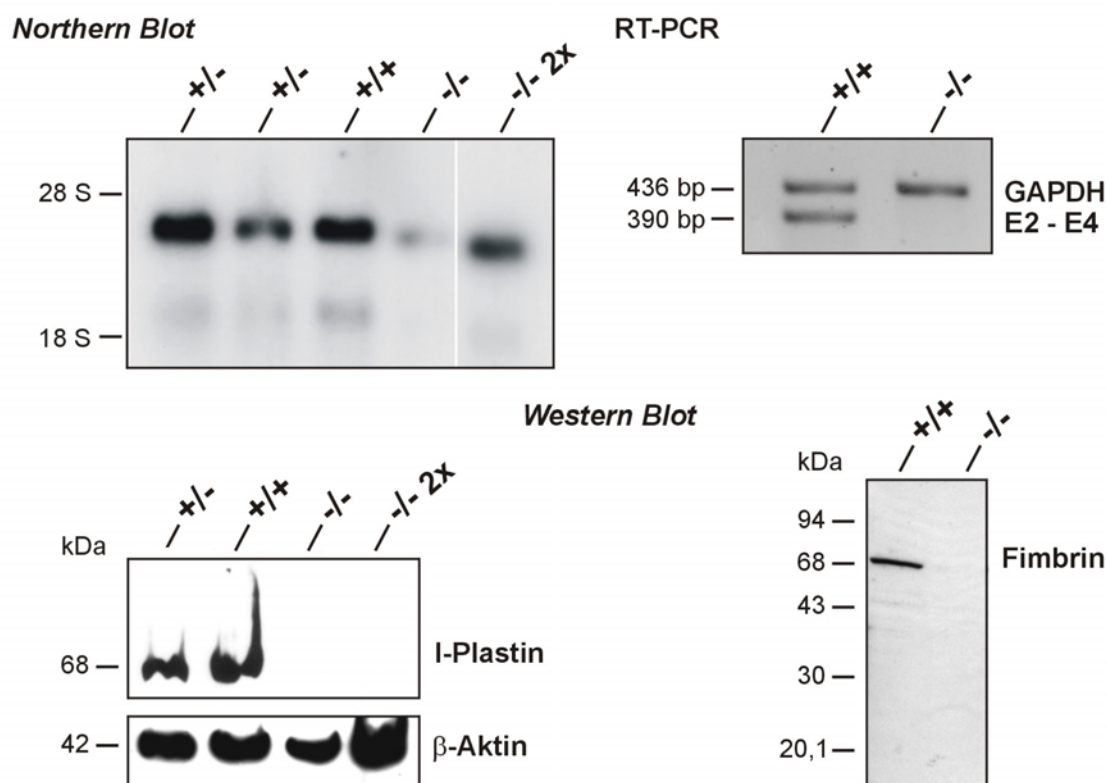 Northern Blot
+/- +/- +/+ -/- -/- 2x
28 S
18 S
RT-PCR
+/+ -/-
436 bp GAPDH
390 bp E2 - E4
Western Blot
+/- +/+ -/- -/- 2x
kDa
68 I-Plastin
42 β-Aktin
+/+ -/-
kDa
94
68 Fimbrin
43
30
20,1